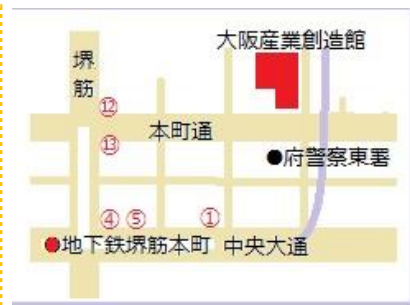 大阪産業創造館
堺筋
⑫
本町通
⑬
●府警察東署
④ ⑤ ①
●地下鉄堺筋本町 中央大通